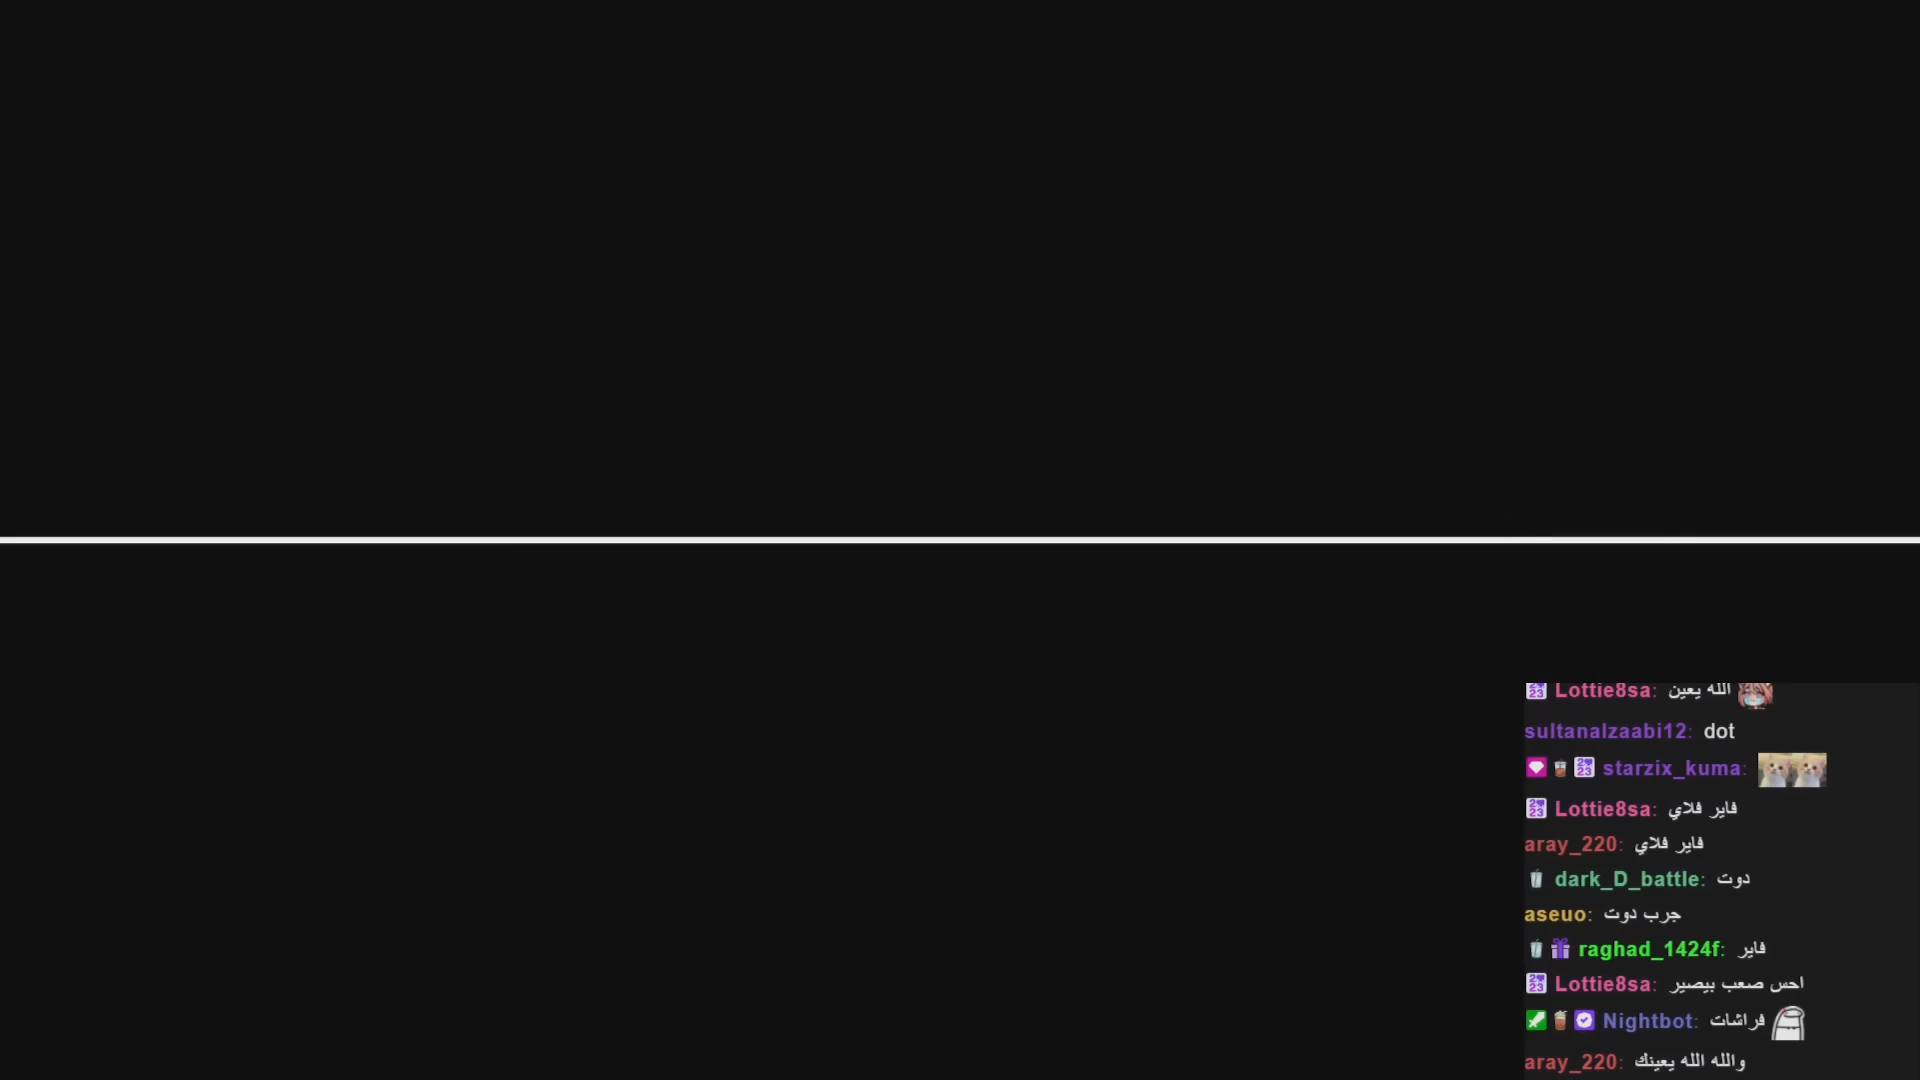 Lottie8sa: الله يعين
sultanalzaabi12: dot
starzix_kuma:
Lottie8sa: فاير فلاي
aray_220: فاير فلاي
dark_D_battle: دوت
aseuo: جرب دوت
raghad_1424f: فاير
Lottie8sa: احس صعب بيصير
Nightbot: فراشات
aray_220: والله الله يعينك